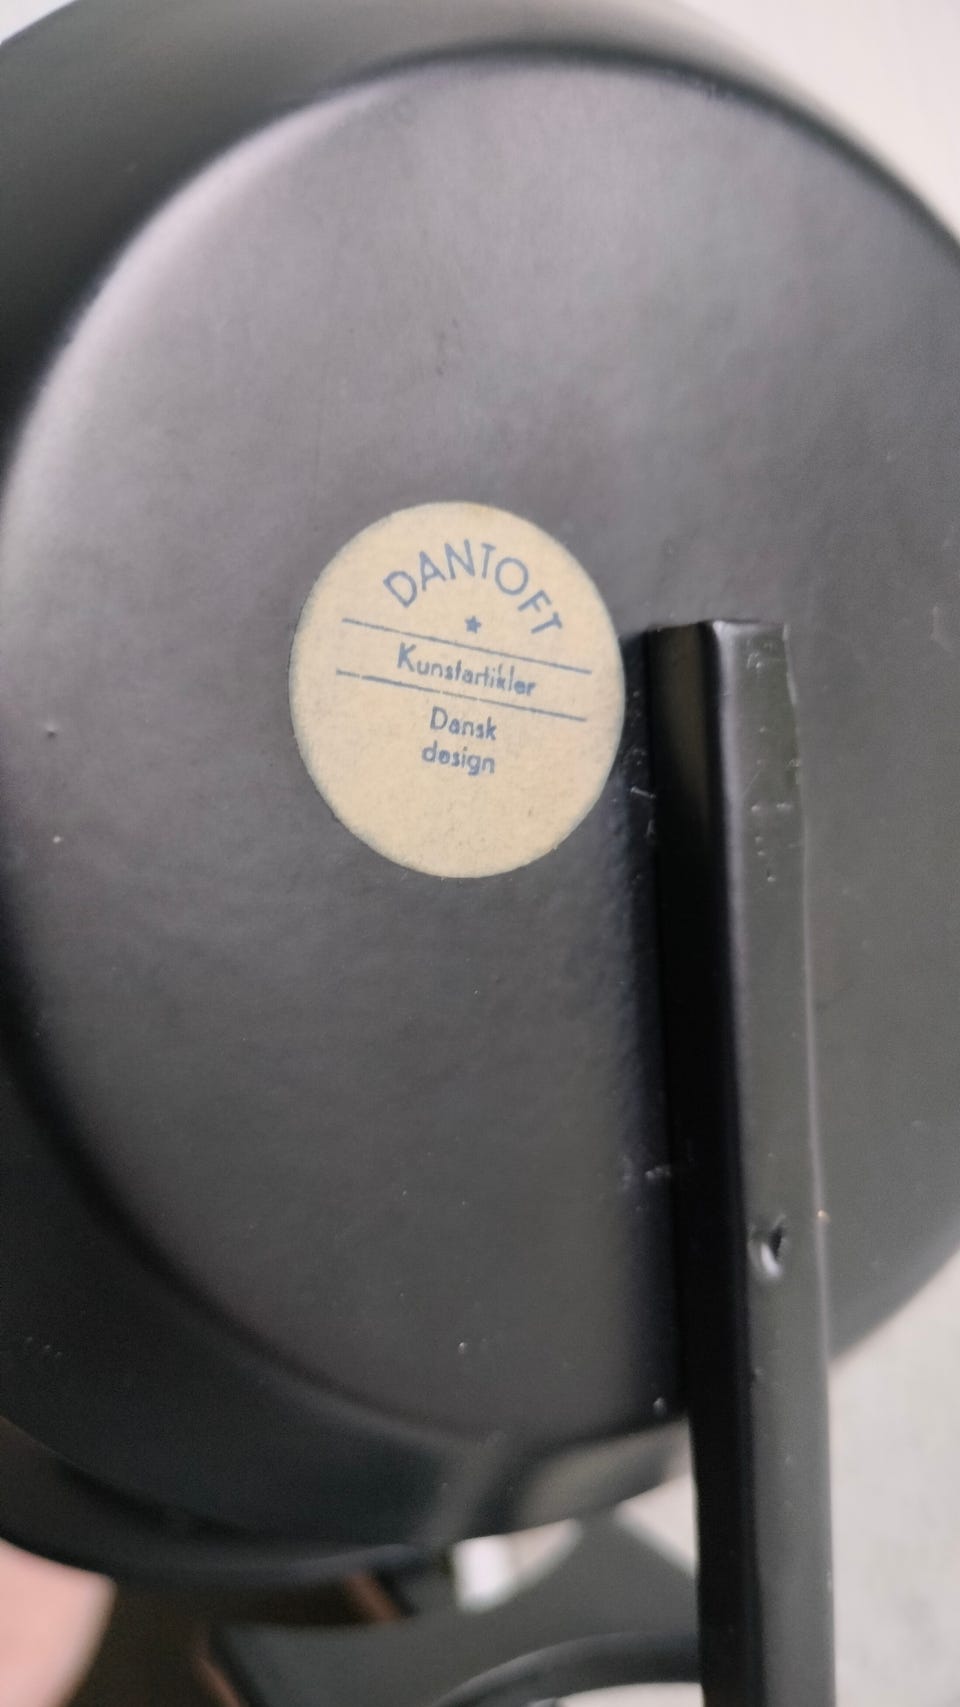 DANTOFT
Kunstartikler
Dansk
design